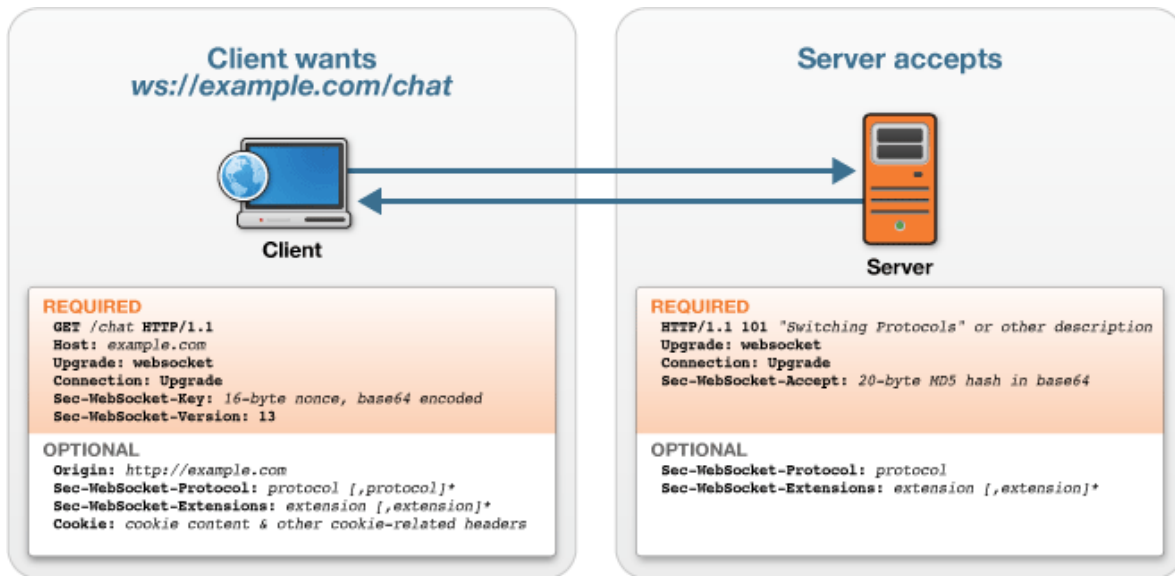 Client wants
ws://example.com/chat
Client
REQUIRED
GET /chat HTTP/1.1
Host: example.com
Upgrade: websocket
Connection: Upgrade
Sec-WebSocket-Key: 16-byte nonce, base64 encoded
Sec-WebSocket-Version: 13
OPTIONAL
Origin: http://example.com
Sec-WebSocket-Protocol: protocol [,protocol]*
Sec-WebSocket-Extensions: extension [,extension]*
Cookie: cookie content & other cookie-related headers
Server accepts
Server
REQUIRED
HTTP/1.1 101 "Switching Protocols" or other description
Upgrade: websocket
Connection: Upgrade
Sec-WebSocket-Accept: 20-byte MD5 hash in base64
OPTIONAL
Sec-WebSocket-Protocol: protocol
Sec-WebSocket-Extensions: extension [,extension]*